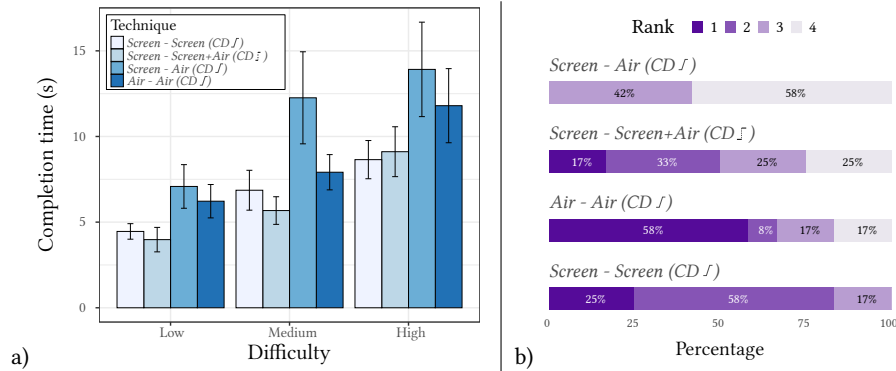 Technique
Screen - Screen (CD⎍)
Screen - Screen+Air (CD⎍)
Screen - Air (CD⎍)
Air - Air (CD⎍)
Completion time (s)
15
10
5
0
Low Medium High
Difficulty
a)
Rank 1 2 3 4
Screen - Air (CD⎍)
42% 58%
Screen - Screen+Air (CD⎍)
17% 33% 25% 25%
Air - Air (CD⎍)
58% 8% 17% 17%
Screen - Screen (CD⎍)
25% 58% 17%
0 25 50 75 100
Percentage
b)